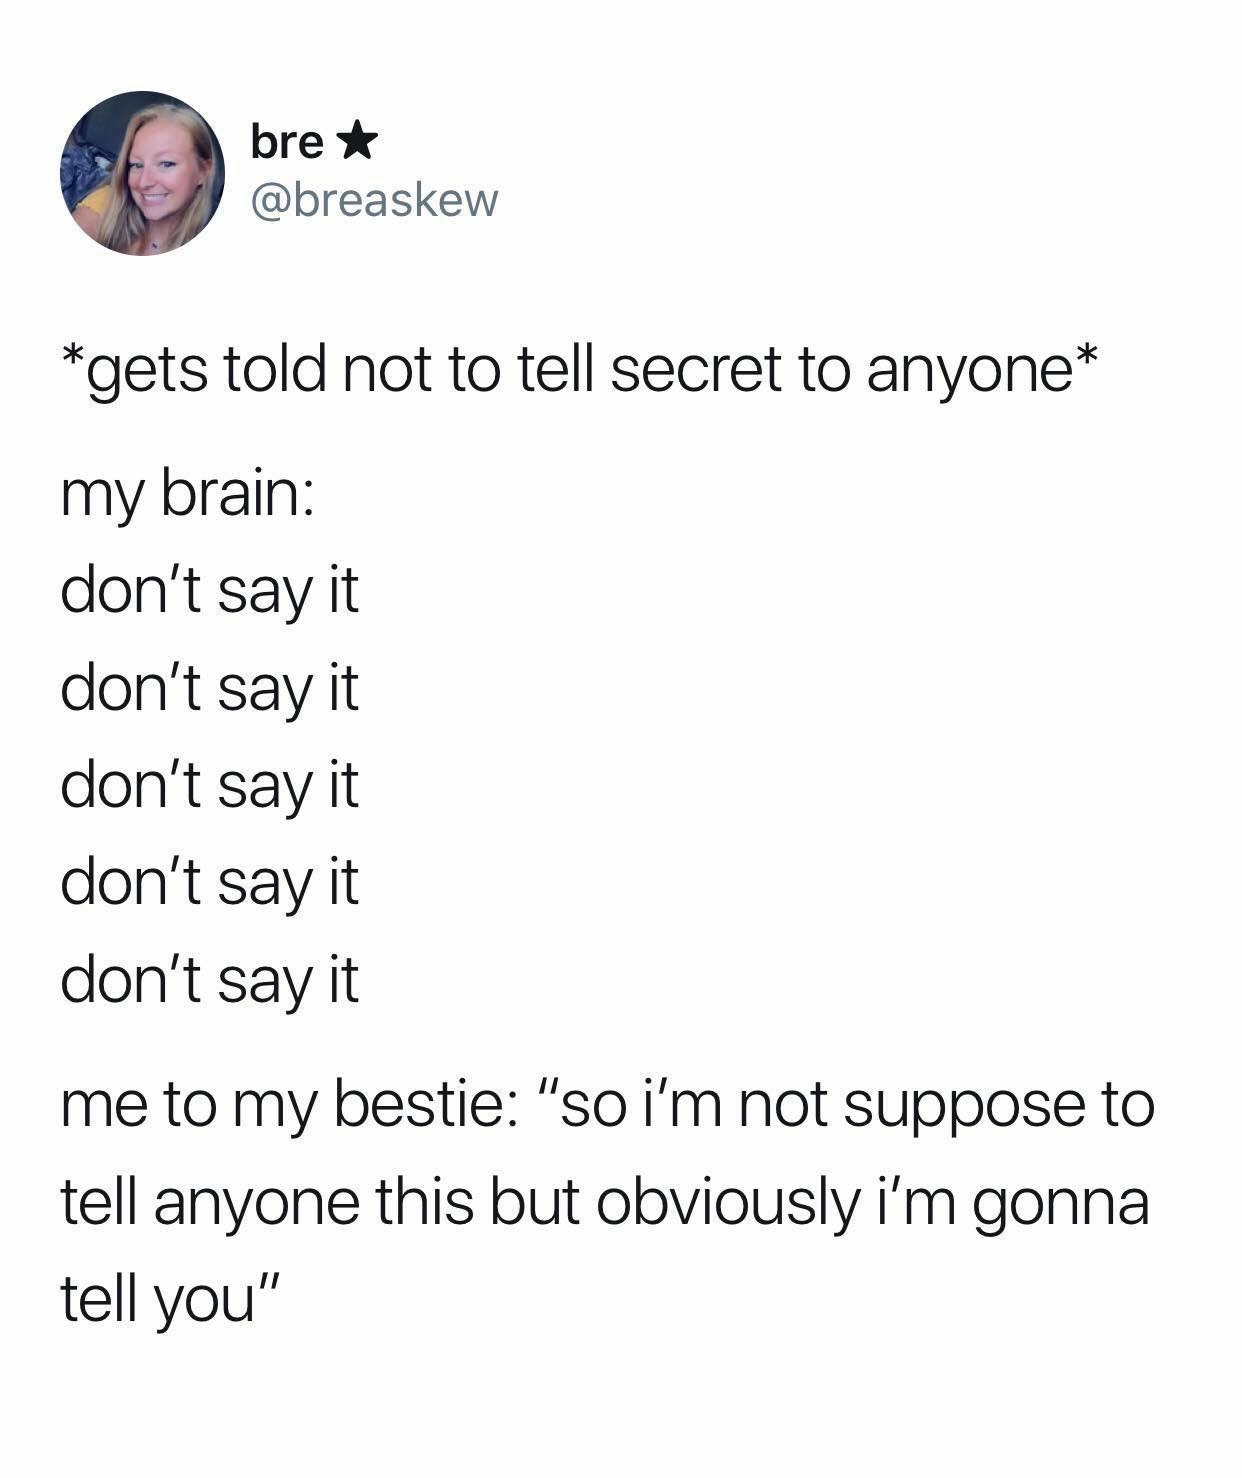 bre ★
@breaskew
*gets told not to tell secret to anyone*
my brain:
don’t say it
don’t say it
don’t say it
don’t say it
don’t say it
me to my bestie: “so i’m not suppose to
tell anyone this but obviously i’m gonna
tell you”